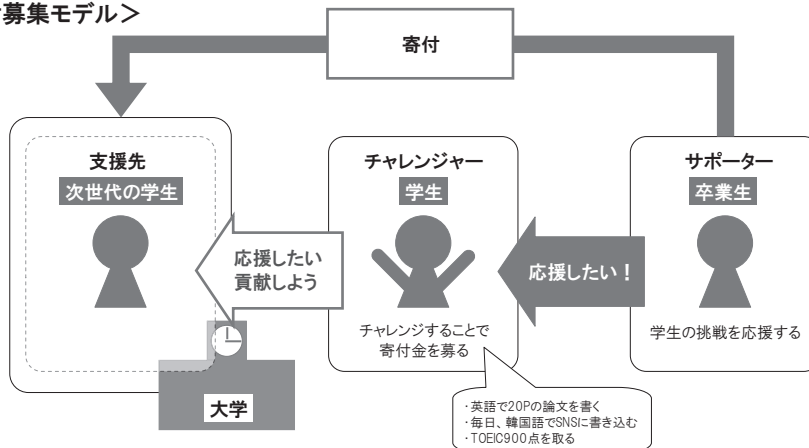 募集モデル＞
寄付
支援先
次世代の学生
チャレンジャー
学生
サポーター
卒業生
応援したい
貢献しよう
応援したい！
チャレンジすることで
寄付金を募る
学生の挑戦を応援する
大学
・英語で20Pの論文を書く
・毎日、韓国語でSNSに書き込む
・TOEIC900点を取る